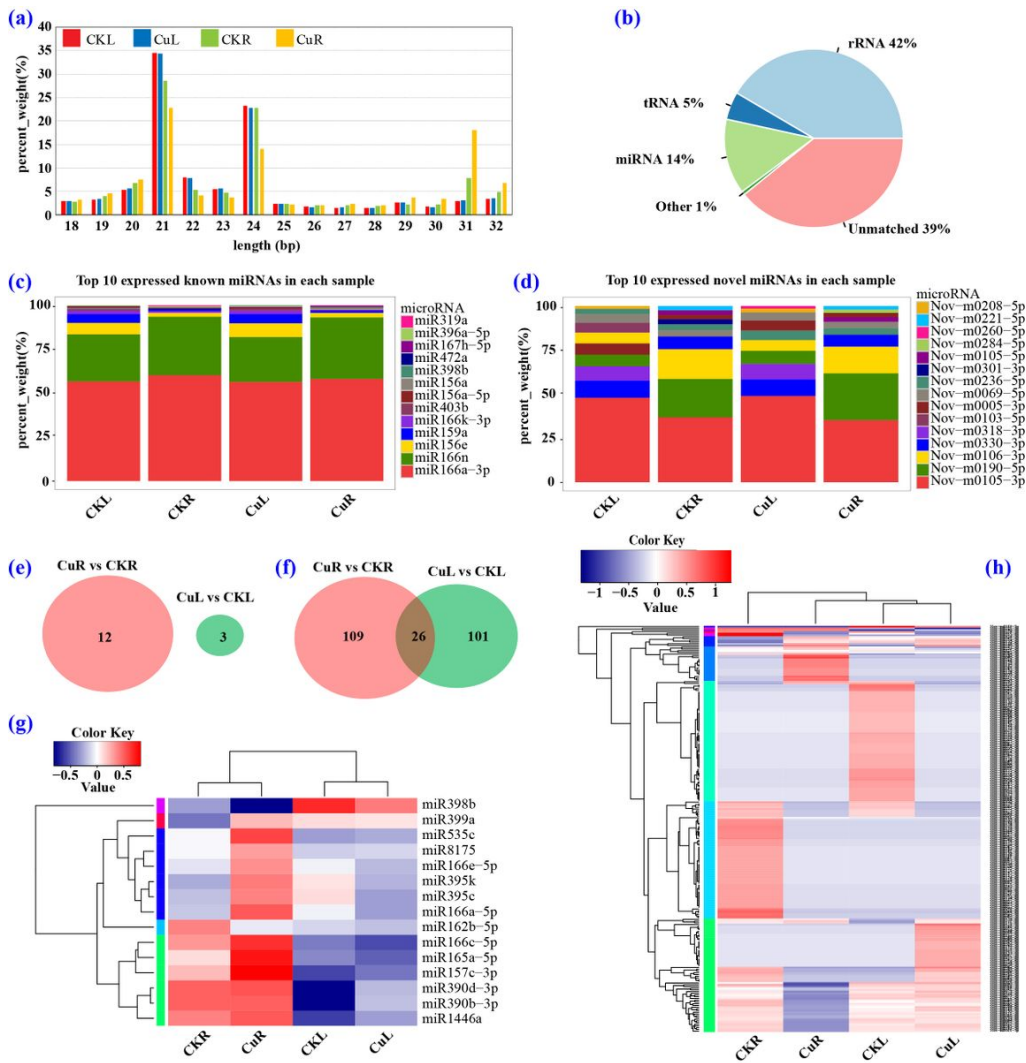 (a)
CKL CuL CKR CuR
percent_weight(%)
40
35
30
25
20
15
10
5
0
18 19 20 21 22 23 24 25 26 27 28 29 30 31 32
length (bp)
(b)
rRNA 42%
tRNA 5%
miRNA 14%
Other 1%
Unmatched 39%
(c)
Top 10 expressed known miRNAs in each sample
percent_weight(%)
100
75
50
25
0
CKL CKR CuL CuR
microRNA
miR319a
miR396a-5p
miR167h-5p
miR472a
miR398b
miR156a
miR156a-5p
miR403b
miR166k-3p
miR159a
miR156e
miR166n
miR166a-3p
(d)
Top 10 expressed novel miRNAs in each sample
percent_weight(%)
100
75
50
25
0
CKL CKR CuL CuR
microRNA
Nov-m0208-5p
Nov-m0221-5p
Nov-m0260-5p
Nov-m0284-5p
Nov-m0105-5p
Nov-m0301-3p
Nov-m0236-5p
Nov-m0069-5p
Nov-m0005-3p
Nov-m0103-5p
Nov-m0318-3p
Nov-m0330-3p
Nov-m0106-3p
Nov-m0190-5p
Nov-m0105-3p
(e)
CuR vs CKR
CuL vs CKL
12
3
(f)
CuR vs CKR
CuL vs CKL
109
26
101
(g)
Color Key
-0.5 0 0.5
Value
miR398b
miR399a
miR535c
miR8175
miR166e-5p
miR395k
miR395c
miR166a-5p
miR162b-5p
miR166c-5p
miR165a-5p
miR157c-3p
miR390d-3p
miR390b-3p
miR1446a
CKR CuR CKL CuL
(h)
Color Key
-1 -0.5 0 0.5 1
Value
CKR CuR CKL CuL